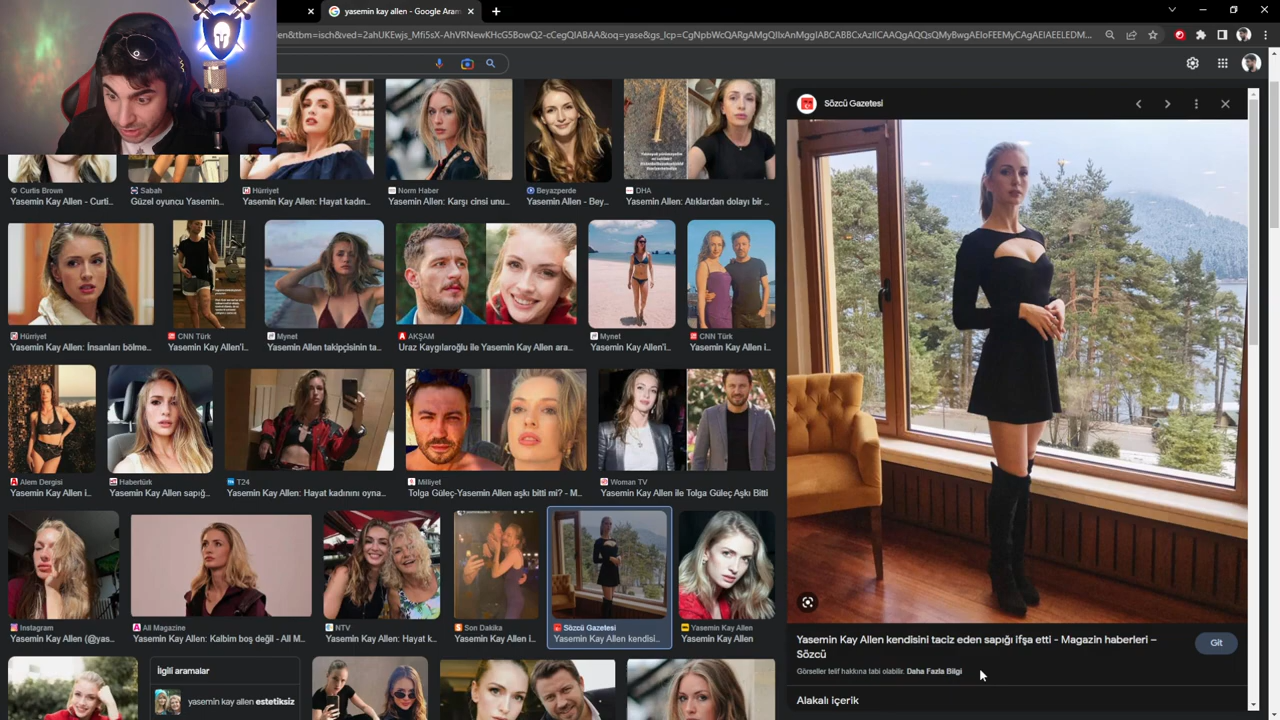 yasemin kay allen - Google Aram
Sözcü Gazetesi
Curtis Brown
Yasemin Kay Allen - Curti...
Sabah
Güzel oyuncu Yasemin...
Hürriyet
Yasemin Kay Allen: Hayat kadın...
Norm Haber
Yasemin Allen: Karşı cinsi unu...
Beyazperde
Yasemin Allen - Bey...
DHA
Yasemin Allen: Atıklardan dolayı bir ...
Hürriyet
Yasemin Kay Allen: İnsanları bölme...
CNN Türk
Yasemin Kay Allen'i...
Mynet
Yasemin Allen takipçisinin ta...
AKŞAM
Uraz Kaygılaroğlu ile Yasemin Allen ara...
Mynet
Yasemin Kay Allen'i...
CNN Türk
Yasemin Kay Allen i...
Alem Dergisi
Yasemin Kay Allen i...
Habertürk
Yasemin Kay Allen sapığ...
T24
Yasemin Kay Allen: Hayat kadınını oyna...
Milliyet
Tolga Güleç-Yasemin Allen aşkı bitti mi? - M...
Woman TV
Yasemin Kay Allen ile Tolga Güleç Aşkı Bitti
Instagram
Yasemin Kay Allen (@yas...
All Magazine
Yasemin Kay Allen: Kalbim boş değil - All M...
NTV
Yasemin Kay Allen: Hayat k...
Son Dakika
Yasemin Kay Allen i...
Sözcü Gazetesi
Yasemin Kay Allen kendisi...
Yasemin Kay Allen
Yasemin Kay Allen
İlgili aramalar
yasemin kay allen estetiksiz
Yasemin Kay Allen kendisini taciz eden sapığı ifşa etti - Magazin haberleri –
Sözcü
Git
Görseller telif hakkına tabi olabilir. Daha Fazla Bilgi
Alakalı içerik